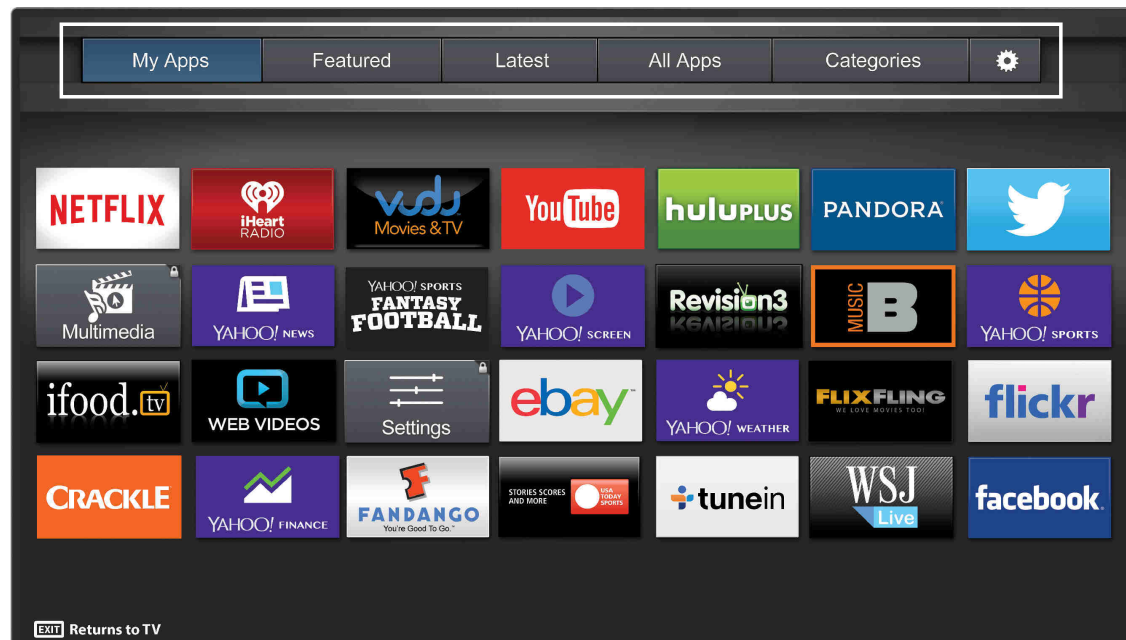 My Apps
Featured
Latest
All Apps
Categories
NETFLIX
iHeart
RADIO
vudu
Movies & TV
YouTube
huluPLUS
PANDORA
Multimedia
YAHOO! NEWS
YAHOO! SPORTS
FANTASY
FOOTBALL
YAHOO! SCREEN
Revision3
MUSIC B
YAHOO! SPORTS
ifood.tv
WEB VIDEOS
Settings
ebay
YAHOO! WEATHER
FLIXFLING
WE LOVE MOVIES TOO!
flickr
CRACKLE
YAHOO! FINANCE
FANDANGO
You're Good To Go.™
STORIES SCORES
AND MORE
USA
TODAY
SPORTS
tunein
WSJ
Live
facebook
EXIT Returns to TV